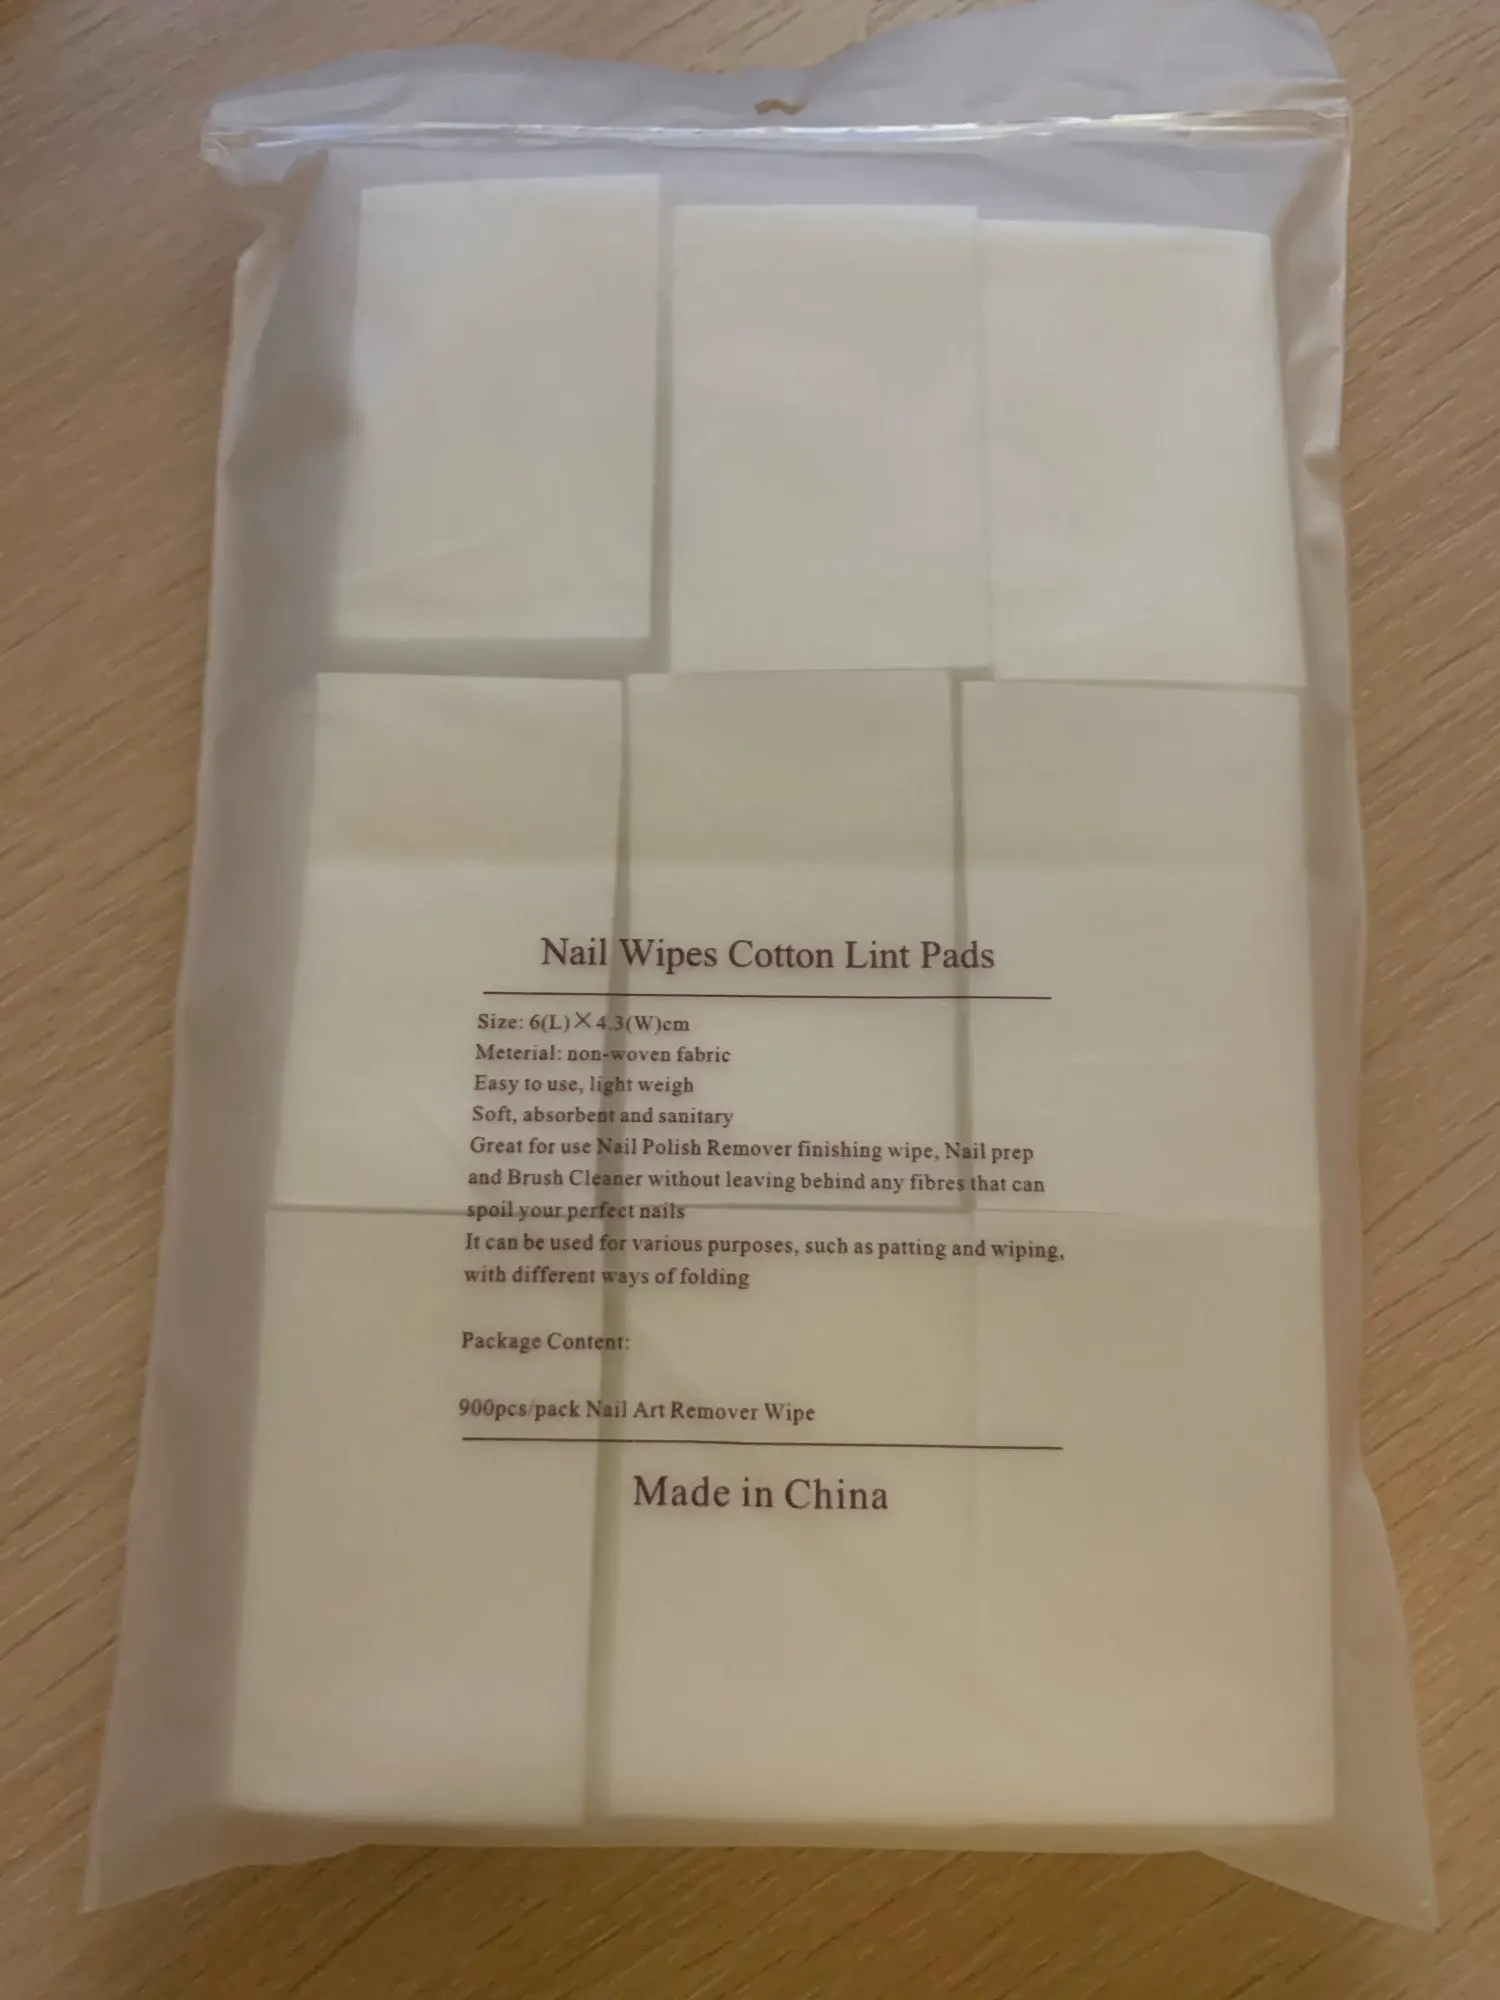 Nail Wipes Cotton Lint Pads
Size: 6(L)×4.3(W)cm
Meterial: non-woven fabric
Easy to use, light weigh
Soft, absorbent and sanitary
Great for use Nail Polish Remover finishing wipe, Nail prep
and Brush Cleaner without leaving behind any fibres that can
spoil your perfect nails
It can be used for various purposes, such as patting and wiping,
with different ways of folding
Package Content:
900pcs/pack Nail Art Remover Wipe
Made in China